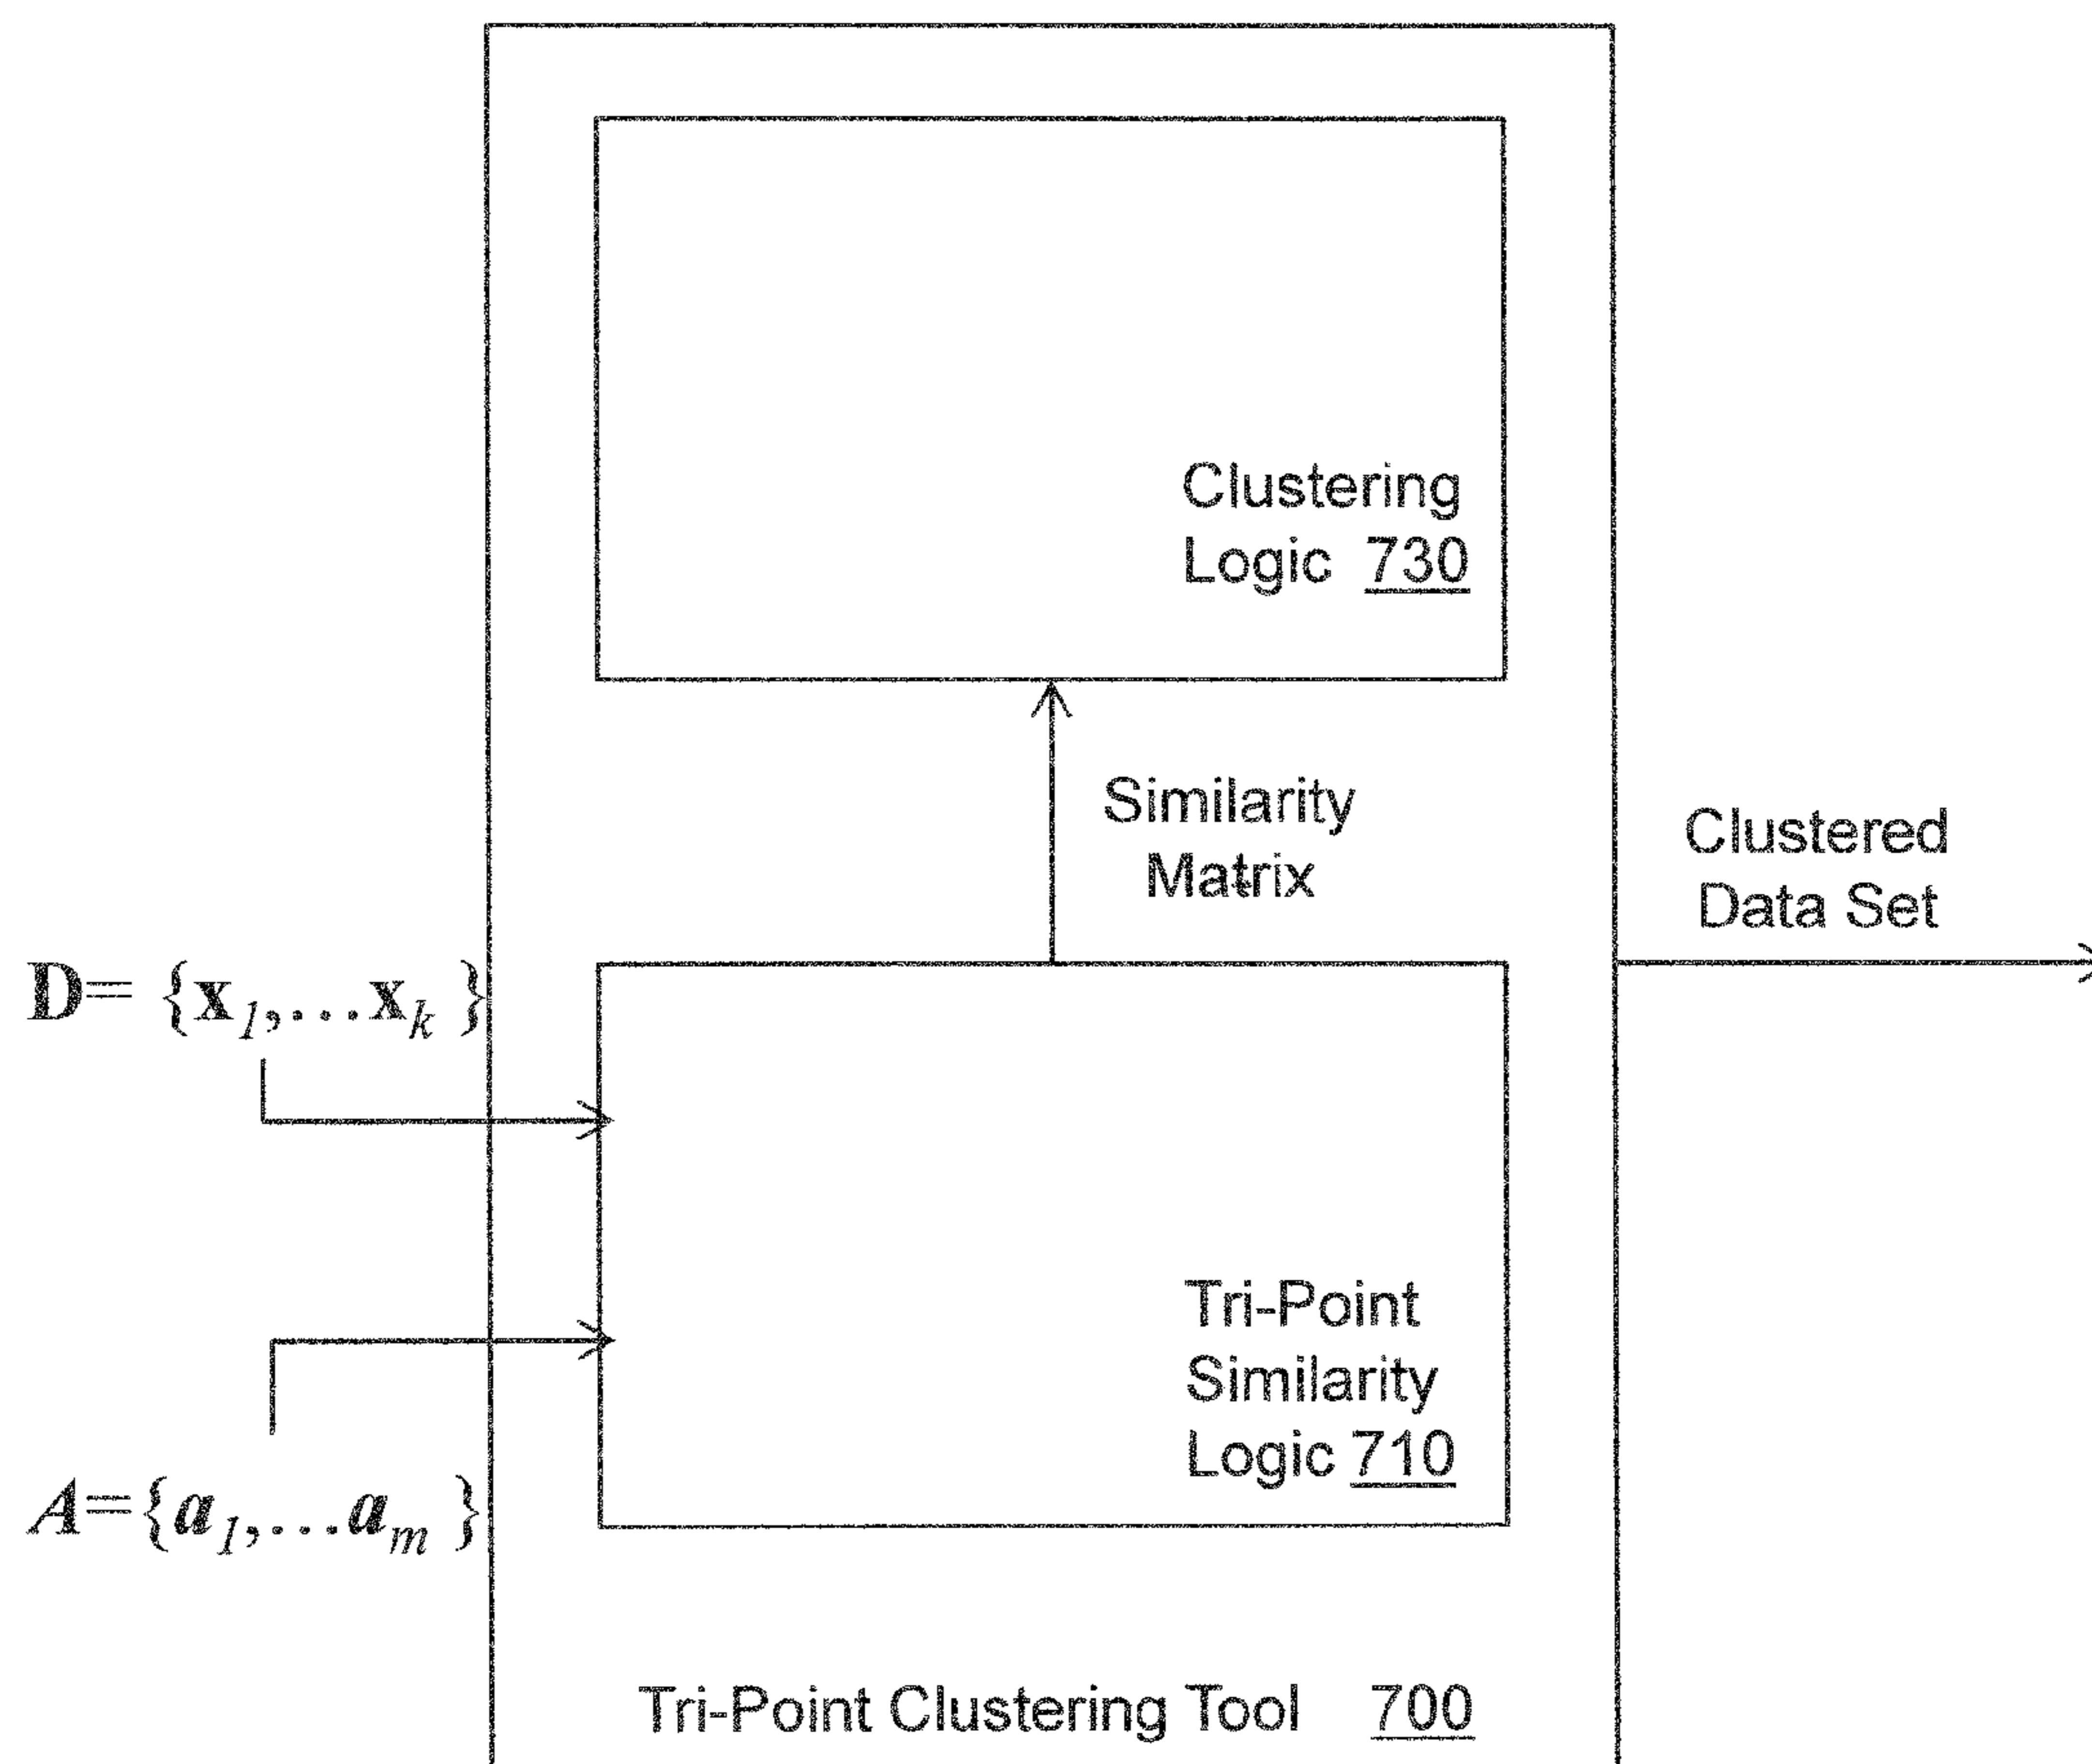 Clustering
Logic 730
Similarity
Matrix
Clustered
Data Set
D= {x1,...xk }
Tri-Point
Similarity
Logic 710
A={a1,...am }
Tri-Point Clustering Tool 700